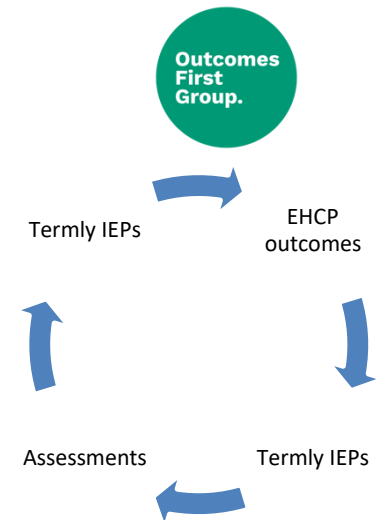 Outcomes
First
Group.
Termly IEPs
EHCP
outcomes
Assessments
Termly IEPs